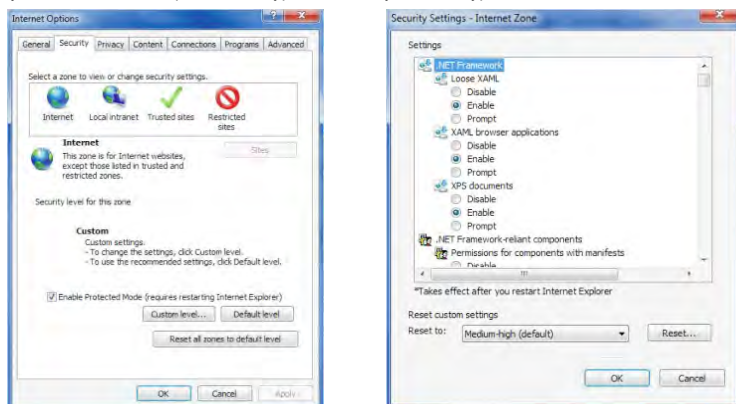 Internet Options
General Security Privacy Content Connections Programs Advanced
Select a zone to view or change security settings.
Internet Local intranet Trusted sites Restricted
sites
Internet
Sites
This zone is for Internet websites,
except those listed in trusted and
restricted zones.
Security level for this zone
Custom
Custom settings.
- To change the settings, click Custom level.
- To use the recommended settings, click Default level.
Enable Protected Mode (requires restarting Internet Explorer)
Custom level... Default level
Reset all zones to default level
OK Cancel Apply
Security Settings - Internet Zone
Settings
.NET Framework
Loose XAML
Disable
Enable
Prompt
XAML browser applications
Disable
Enable
Prompt
XPS documents
Disable
Enable
Prompt
.NET Framework-reliant components
Permissions for components with manifests
Disable
*Takes effect after you restart Internet Explorer
Reset custom settings
Reset to: Medium-high (default) Reset...
OK Cancel